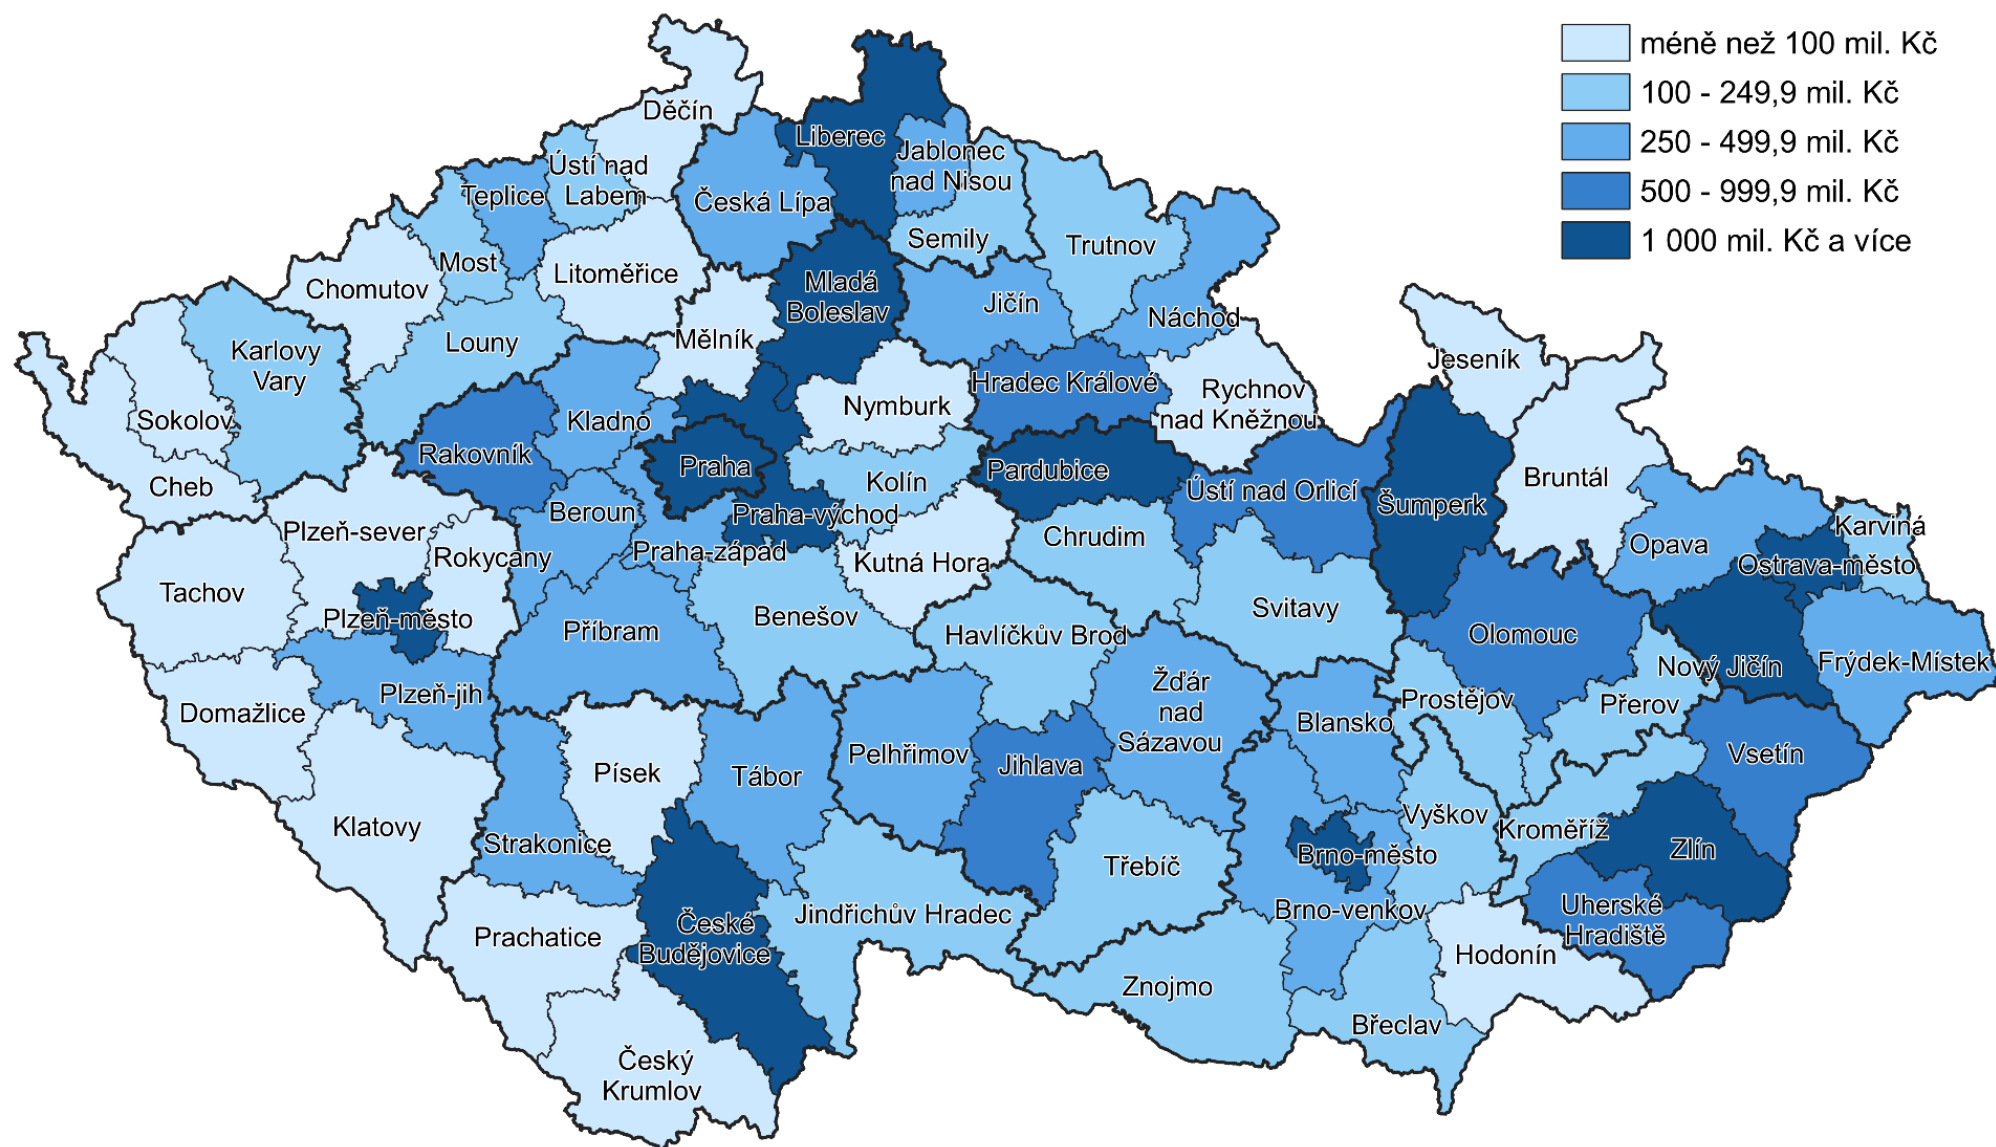 méně než 100 mil. Kč
100 - 249,9 mil. Kč
250 - 499,9 mil. Kč
500 - 999,9 mil. Kč
1 000 mil. Kč a více
Děčín
Liberec
Jablonec
nad Nisou
Ústí nad
Labem
Teplice
Česká Lípa
Semily
Trutnov
Most
Litoměřice
Chomutov
Mladá
Boleslav
Jičín
Náchod
Mělník
Louny
Karlovy
Vary
Jeseník
Hradec Králové
Rychnov
nad Kněžnou
Nymburk
Sokolov
Kladno
Rakovník
Praha
Pardubice
Bruntál
Cheb
Kolín
Ústí nad Orlicí
Šumperk
Beroun
Praha-východ
Karviná
Plzeň-sever
Chrudim
Opava
Rokycany
Praha-západ
Kutná Hora
Ostrava-město
Tachov
Svitavy
Plzeň-město
Benešov
Příbram
Havlíčkův Brod
Olomouc
Nový Jičín
Frýdek-Místek
Plzeň-jih
Žďár
nad
Sázavou
Prostějov
Přerov
Domažlice
Blansko
Pelhřimov
Vsetín
Písek
Tábor
Jihlava
Klatovy
Vyškov
Kroměříž
Strakonice
Zlín
Brno-město
Třebíč
Uherské
Hradiště
Jindřichův Hradec
Brno-venkov
České
Budějovice
Prachatice
Hodonín
Znojmo
Břeclav
Český
Krumlov